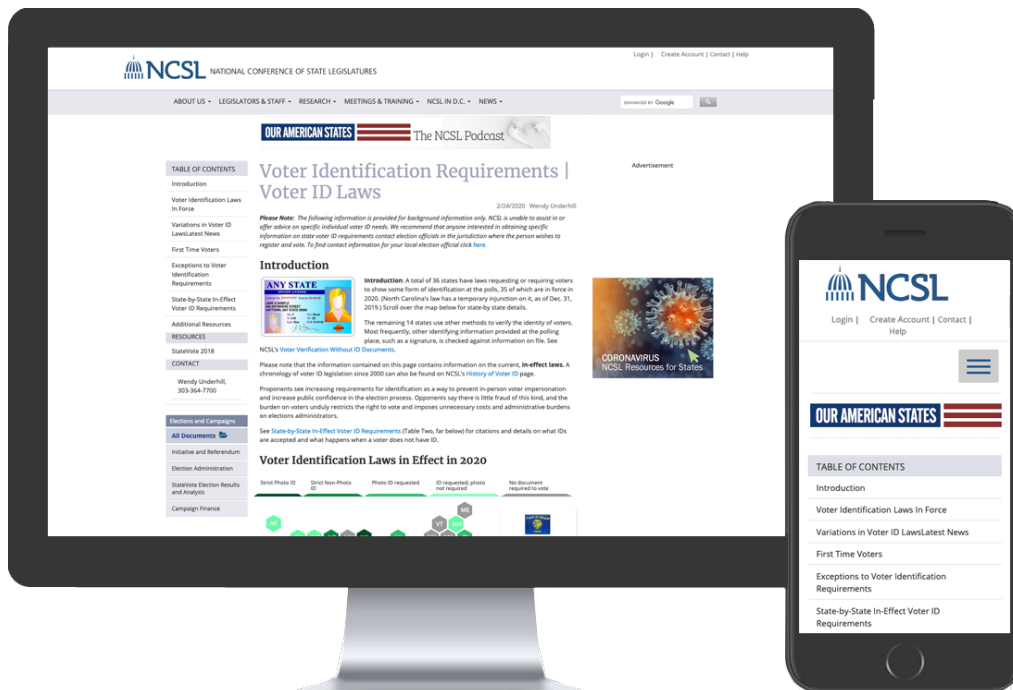 Login | Create Account | Contact | Help
NCSL NATIONAL CONFERENCE OF STATE LEGISLATURES
ABOUT US LEGISLATORS & STAFF RESEARCH MEETINGS & TRAINING NCSL IN D.C. NEWS
ENHANCED BY Google
OUR AMERICAN STATES The NCSL Podcast
TABLE OF CONTENTS
Introduction
Voter Identification Laws
In Force
Variations in Voter ID
LawsLatest News
First Time Voters
Exceptions to Voter
Identification
Requirements
State-by-State In-Effect
Voter ID Requirements
Additional Resources
RESOURCES
StateVote 2018
CONTACT
Wendy Underhill,
303-364-7700
Elections and Campaigns
All Documents
Initiative and Referendum
Election Administration
StateVote Election Results
and Analysis
Campaign Finance
Voter Identification Requirements |
Voter ID Laws
2/24/2020 Wendy Underhill
Please Note: The following information is provided for background information only. NCSL is unable to assist in or
offer advice on specific individual voter ID needs. We recommend that anyone interested in obtaining specific
information on state voter ID requirements contact election officials in the jurisdiction where the person wishes to
register and vote. To find contact information for your local election official click here.
Introduction
ANY STATE
Introduction: A total of 36 states have laws requesting or requiring voters
to show some form of identification at the polls, 35 of which are in force in
2020. (North Carolina's law has a temporary injunction on it, as of Dec. 31,
2019.) Scroll over the map below for state-by state details.
The remaining 14 states use other methods to verify the identity of voters.
Most frequently, other identifying information provided at the polling
place, such as a signature, is checked against information on file. See
NCSL's Voter Verification Without ID Documents.
Please note that the information contained on this page contains information on the current, in-effect laws. A
chronology of voter ID legislation since 2000 can also be found on NCSL's History of Voter ID page.
Proponents see increasing requirements for identification as a way to prevent in-person voter impersonation
and increase public confidence in the election process. Opponents say there is little fraud of this kind, and the
burden on voters unduly restricts the right to vote and imposes unnecessary costs and administrative burdens
on elections administrators.
See State-by-State In-Effect Voter ID Requirements (Table Two, far below) for citations and details on what IDs
are accepted and what happens when a voter does not have ID.
Voter Identification Laws in Effect in 2020
Strict Photo ID
Strict Non-Photo
ID
Photo ID requested
ID requested; photo
not required
No document
required to vote
AK
ME
VT NH
Advertisement
CORONAVIRUS
NCSL Resources for States
NCSL
Login | Create Account | Contact |
Help
OUR AMERICAN STATES
TABLE OF CONTENTS
Introduction
Voter Identification Laws In Force
Variations in Voter ID LawsLatest News
First Time Voters
Exceptions to Voter Identification
Requirements
State-by-State In-Effect Voter ID
Requirements